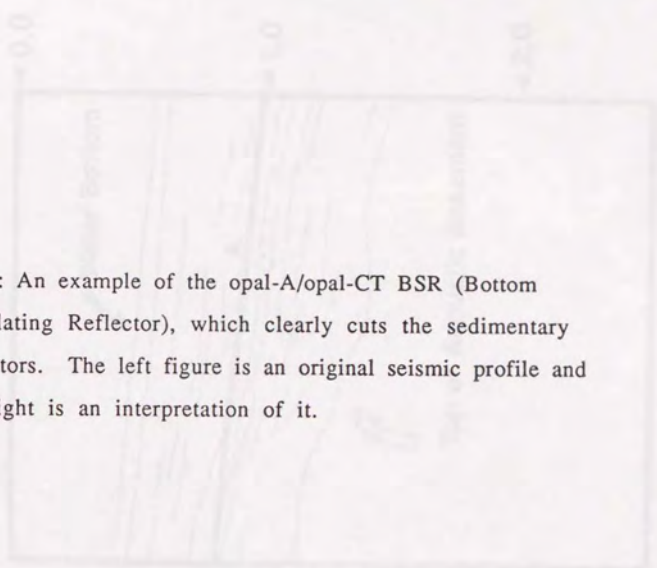 : An example of the opal-A/opal-CT BSR (Bottom
lating Reflector), which clearly cuts the sedimentary
tors. The left figure is an original seismic profile and
ight is an interpretation of it.